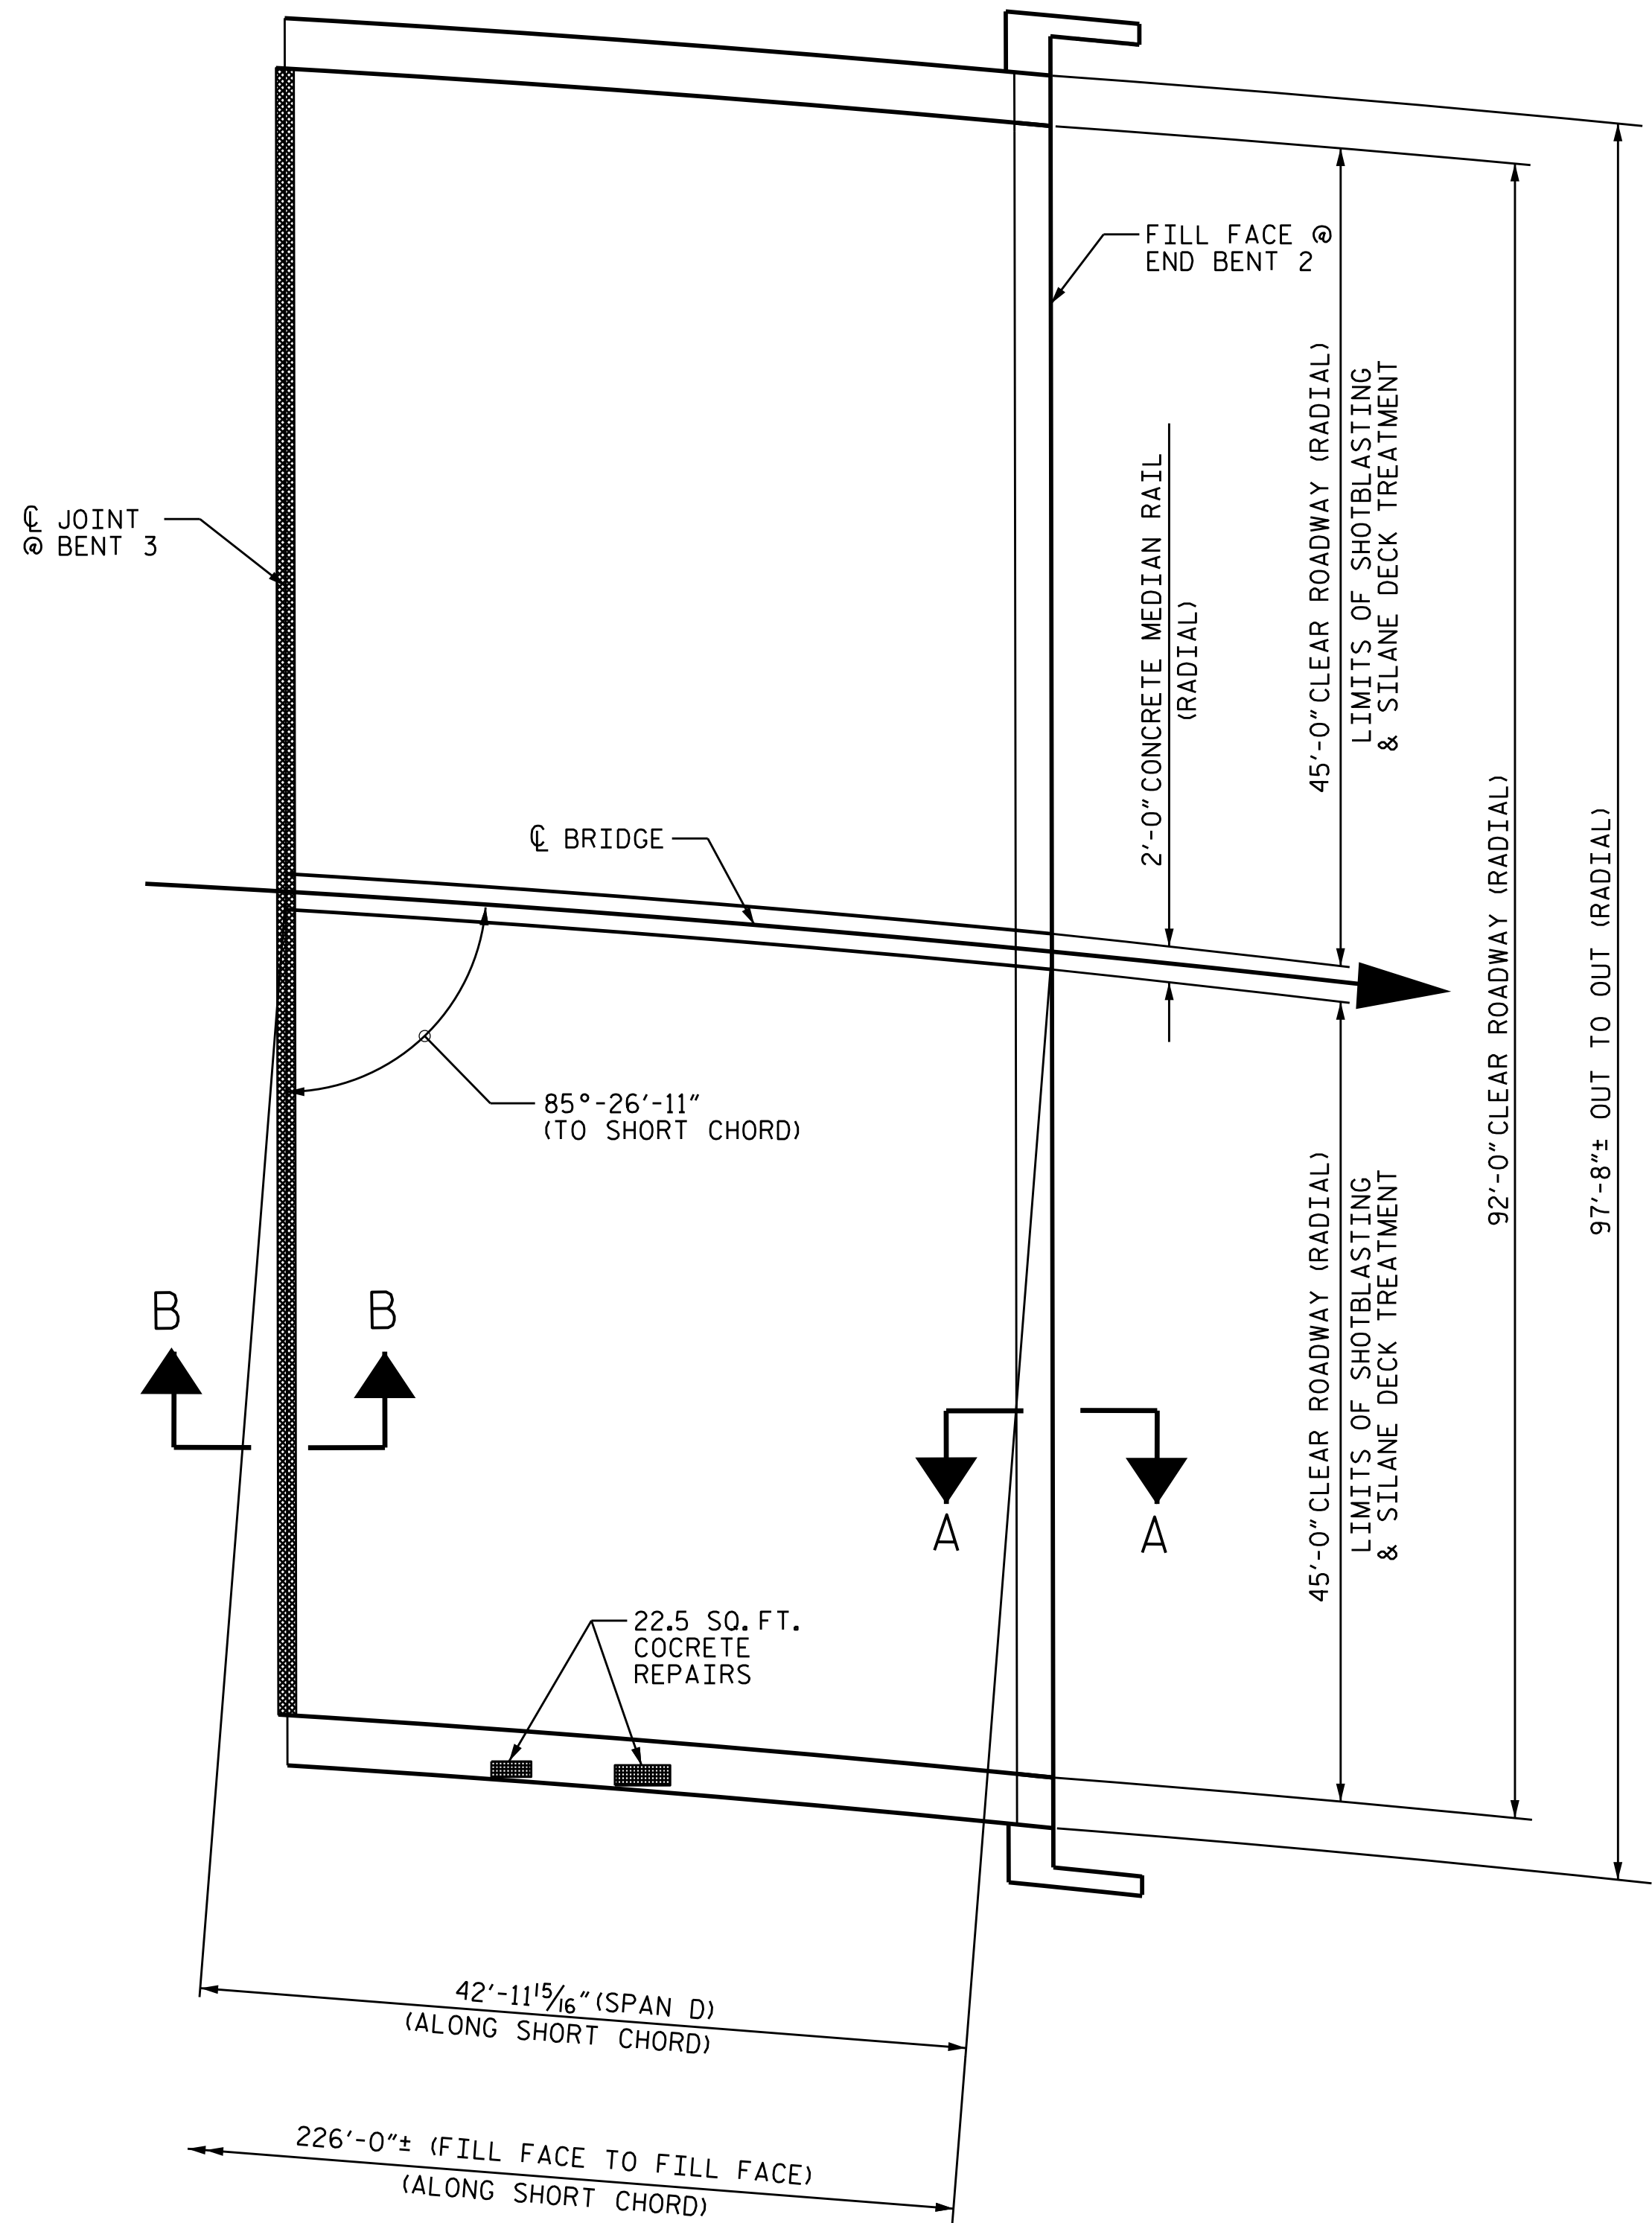 FILL FACE @
END BENT 2
℄ JOINT
@ BENT 3
2'-0" CONCRETE MEDIAN RAIL
(RADIAL)
45'-0" CLEAR ROADWAY (RADIAL)
LIMITS OF SHOTBLASTING
& SILANE DECK TREATMENT
92'-0" CLEAR ROADWAY (RADIAL)
97'-8"± OUT TO OUT (RADIAL)
℄ BRIDGE
85°-26'-11"
(TO SHORT CHORD)
45'-0" CLEAR ROADWAY (RADIAL)
LIMITS OF SHOTBLASTING
& SILANE DECK TREATMENT
B
B
A
A
22.5 SQ. FT.
COCRETE
REPAIRS
42'-11 15/16" (SPAN D)
(ALONG SHORT CHORD)
226'-0"± (FILL FACE TO FILL FACE)
(ALONG SHORT CHORD)